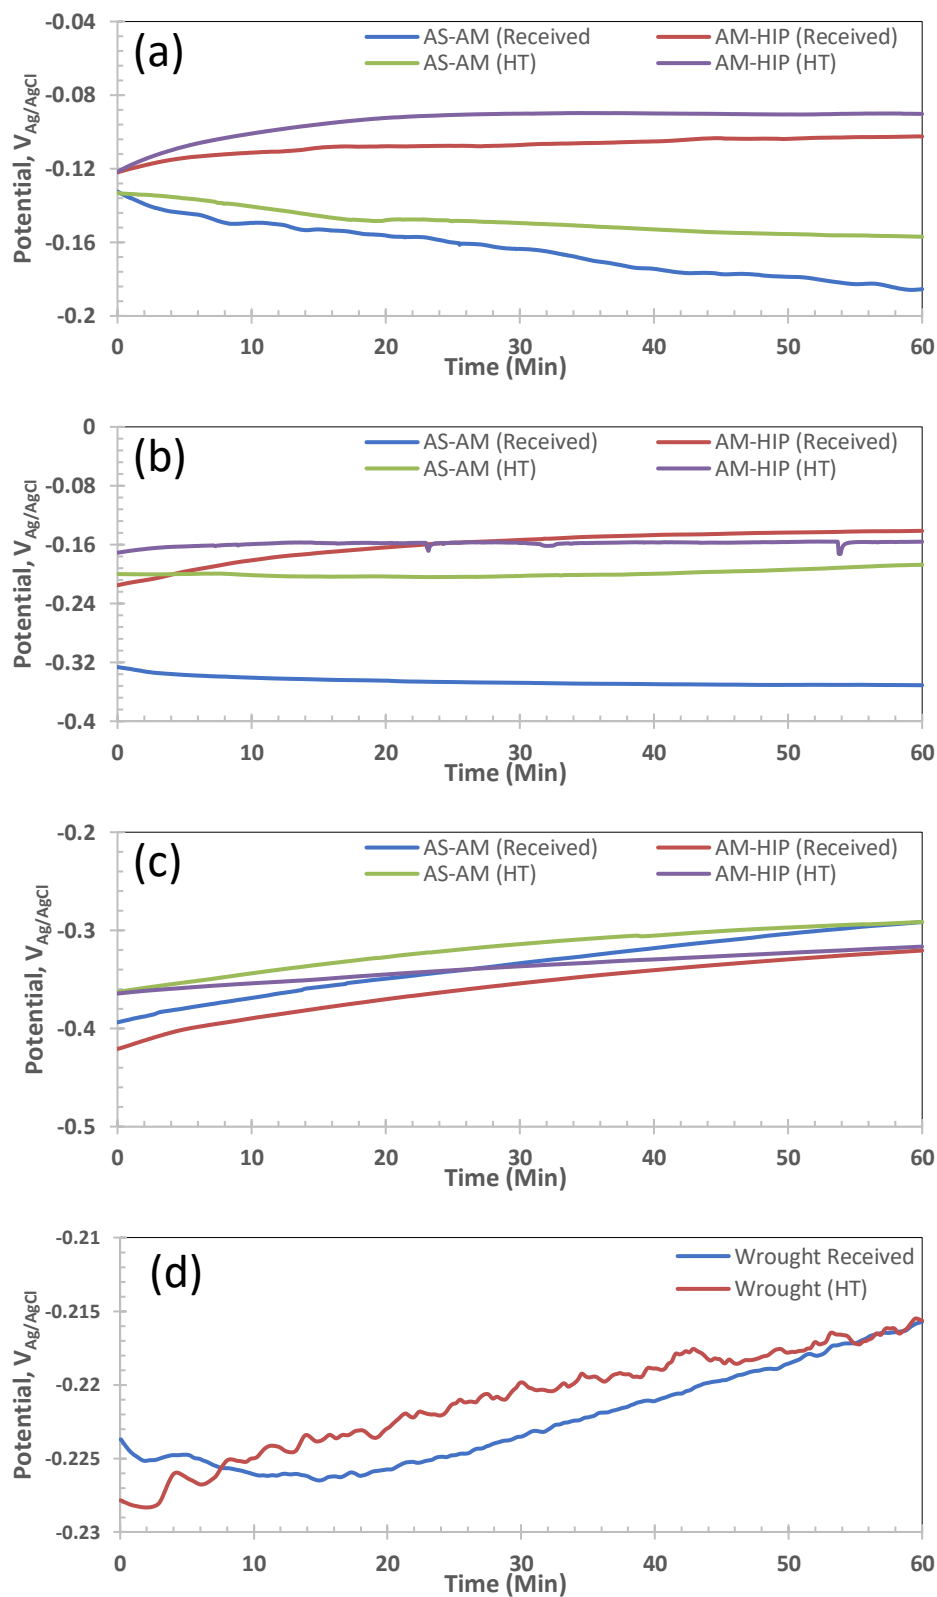 -0.04
(a)
AS-AM (Received
AM-HIP (Received)
AS-AM (HT)
AM-HIP (HT)
-0.08
-0.12
-0.16
-0.2
Potential, VAg/AgCl
0 10 20 30 40 50 60
Time (Min)
0
(b)
AS-AM (Received)
AM-HIP (Received)
AS-AM (HT)
AM-HIP (HT)
-0.08
-0.16
-0.24
-0.32
-0.4
Potential, VAg/AgCl
0 10 20 30 40 50 60
Time (Min)
-0.2
(c)
AS-AM (Received)
AM-HIP (Received)
AS-AM (HT)
AM-HIP (HT)
-0.3
-0.4
-0.5
Potential, VAg/AgCl
0 10 20 30 40 50 60
Time (Min)
-0.21
(d)
Wrought Received
Wrought (HT)
-0.215
-0.22
-0.225
-0.23
Potential, VAg/AgCl
0 10 20 30 40 50 60
Time (Min)